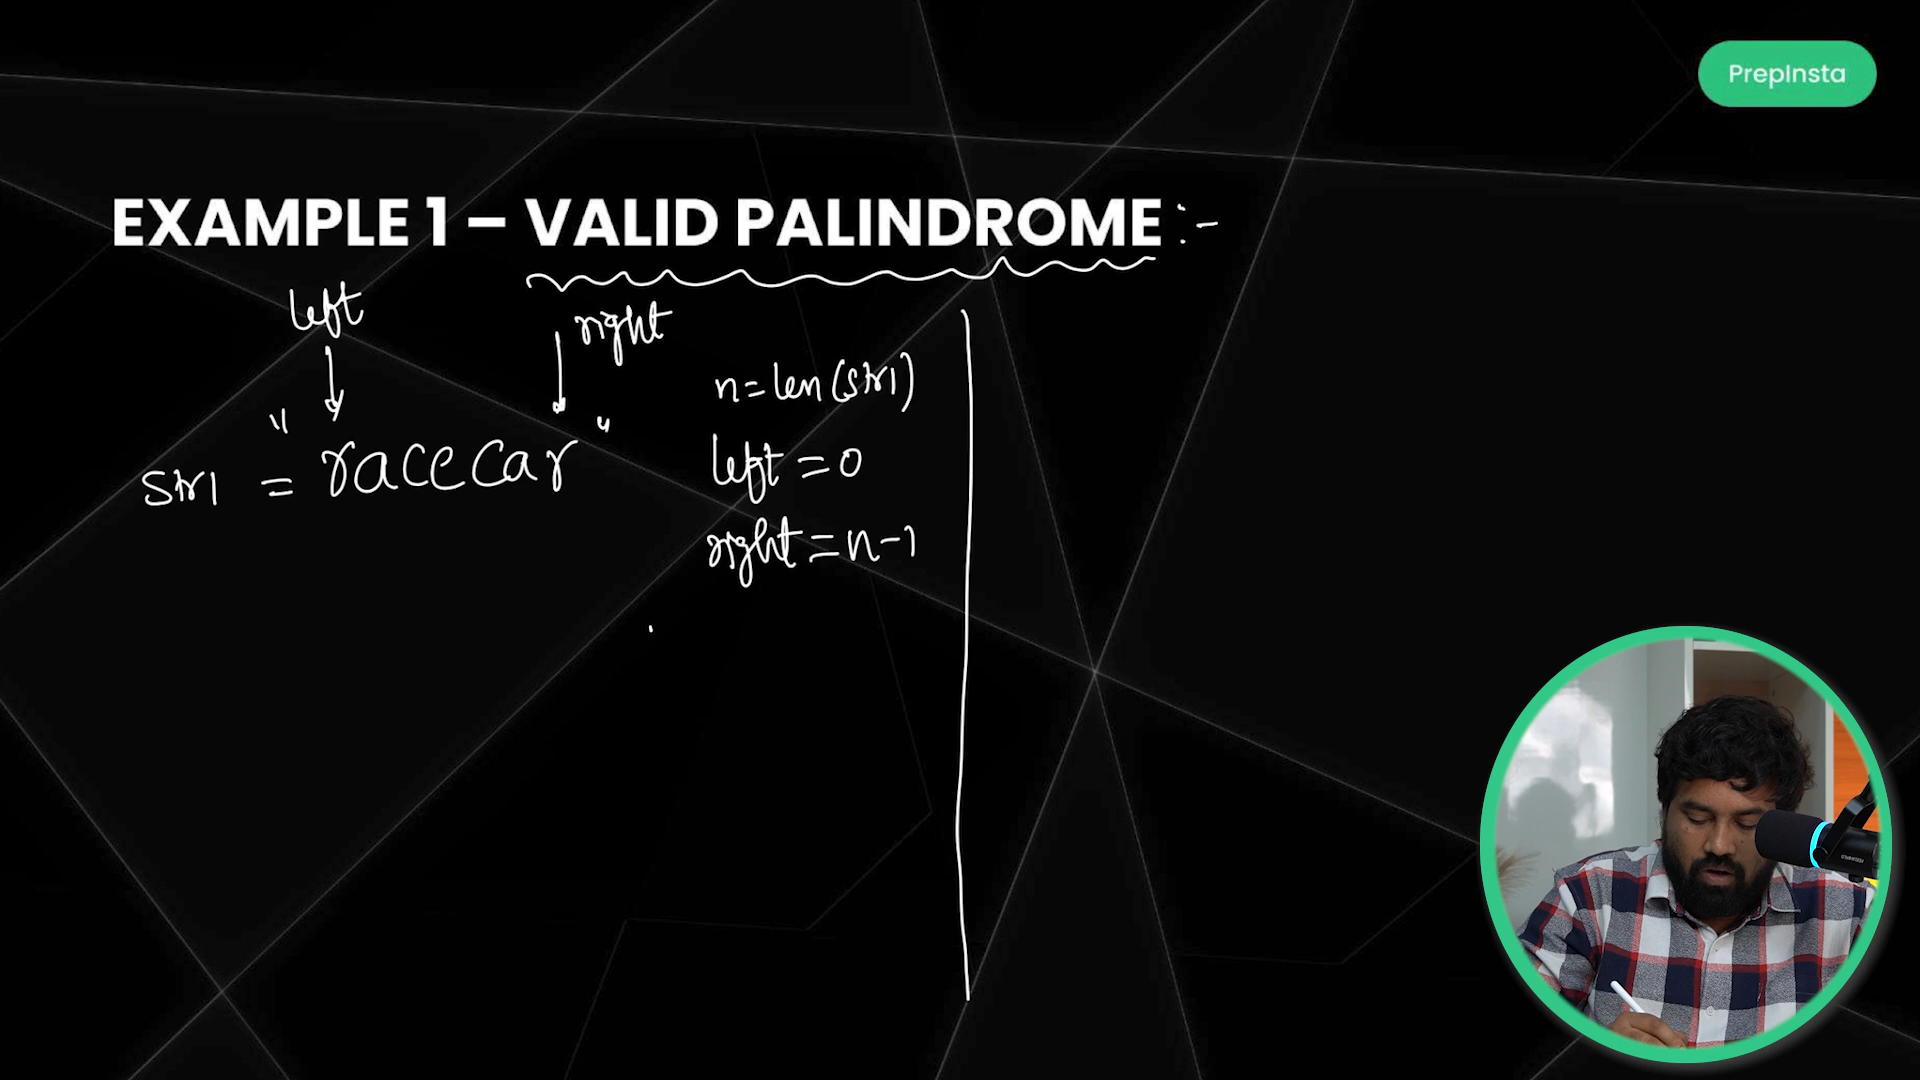 PrepInsta
EXAMPLE 1 – VALID PALINDROME :-
left
right
str1 = "racecar"
n=len(str1)
left = 0
right = n-1